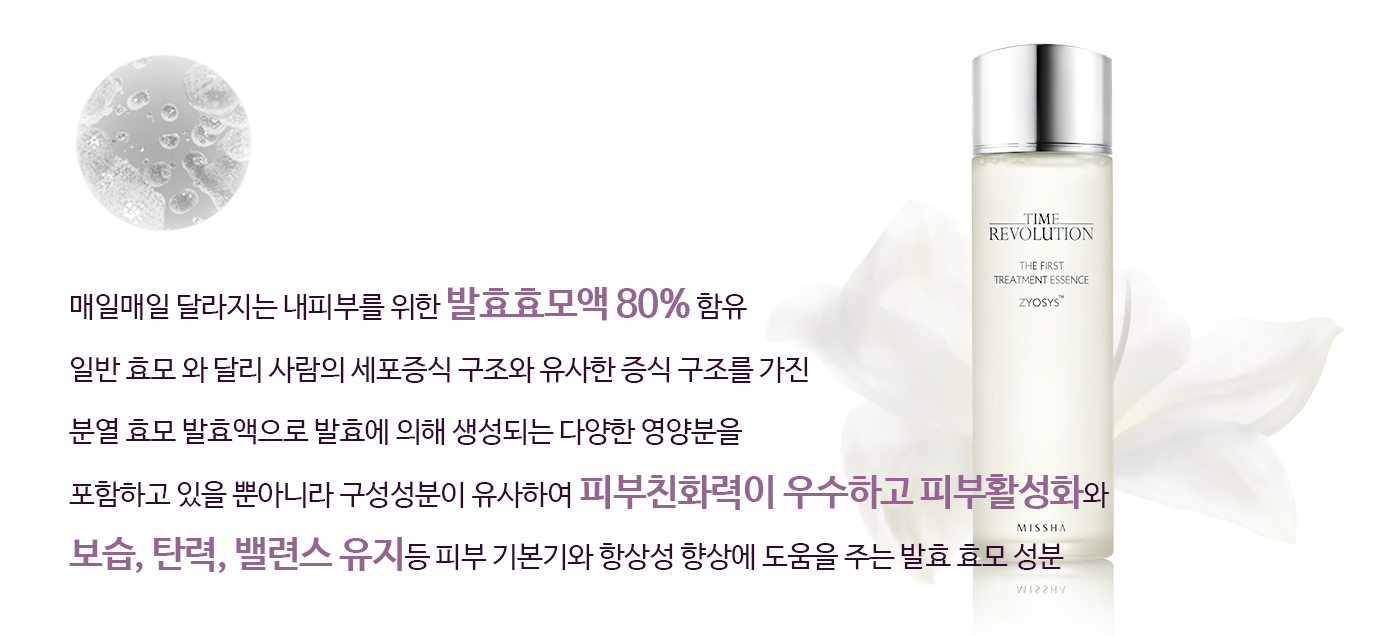 TIME
REVOLUTION
THE FIRST
TREATMENT ESSENCE
ZYOSYS™
매일매일 달라지는 내피부를 위한 발효효모액 80% 함유
일반 효모 와 달리 사람의 세포증식 구조와 유사한 증식 구조를 가진
분열 효모 발효액으로 발효에 의해 생성되는 다양한 영양분을
포함하고 있을 뿐아니라 구성성분이 유사하여 피부친화력이 우수하고 피부활성화와
보습, 탄력, 밸련스 유지등 피부 기본기와 항상성 향상에 도움을 주는 발효 효모 성분
MISSHA